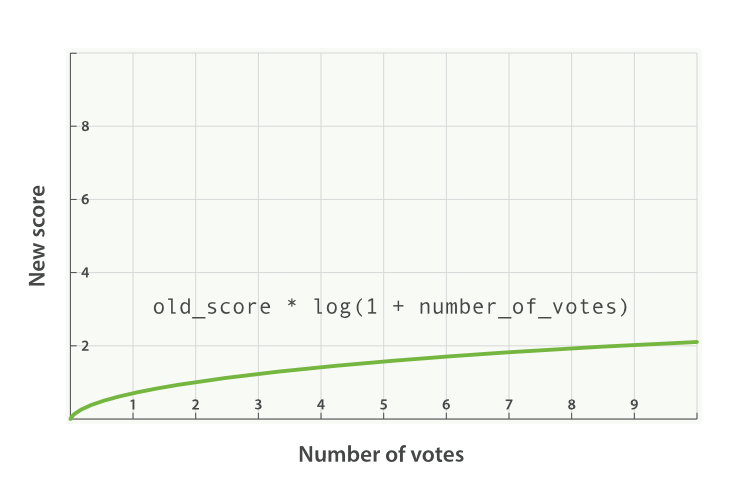 8
6
New score
4
old_score * log(1 + number_of_votes)
2
1 2 3 4 5 6 7 8 9
Number of votes